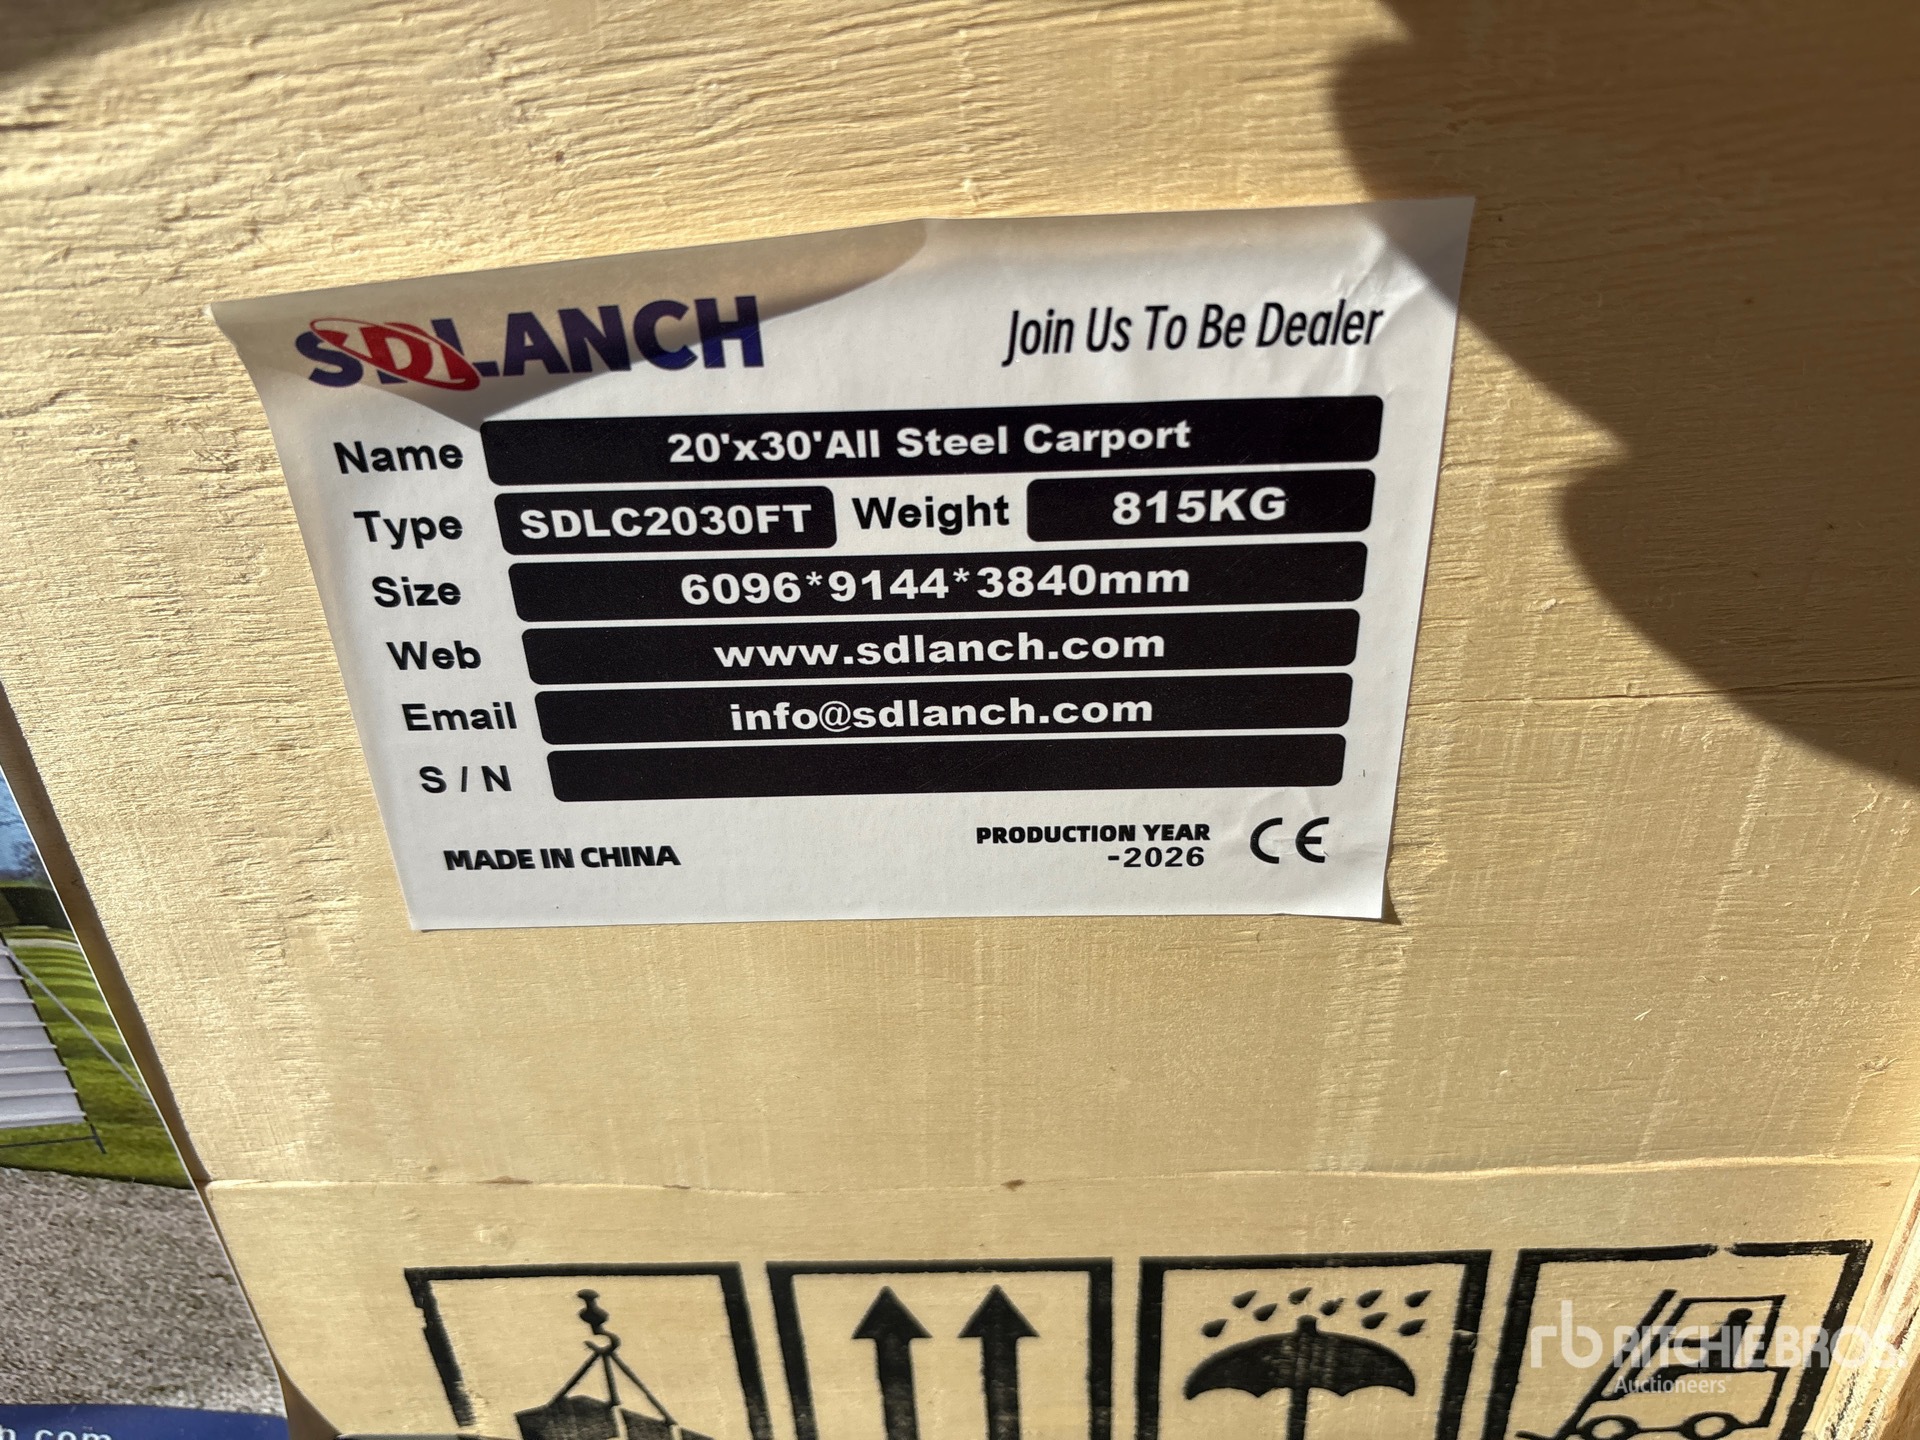 SDLANCH
Join Us To Be Dealer
Name 20'x30'All Steel Carport
Type SDLC2030FT Weight 815KG
Size 6096*9144*3840mm
Web www.sdlanch.com
Email info@sdlanch.com
S / N
MADE IN CHINA
PRODUCTION YEAR
-2026
CE
rb RITCHIE BROS.
Auctioneers
h.com